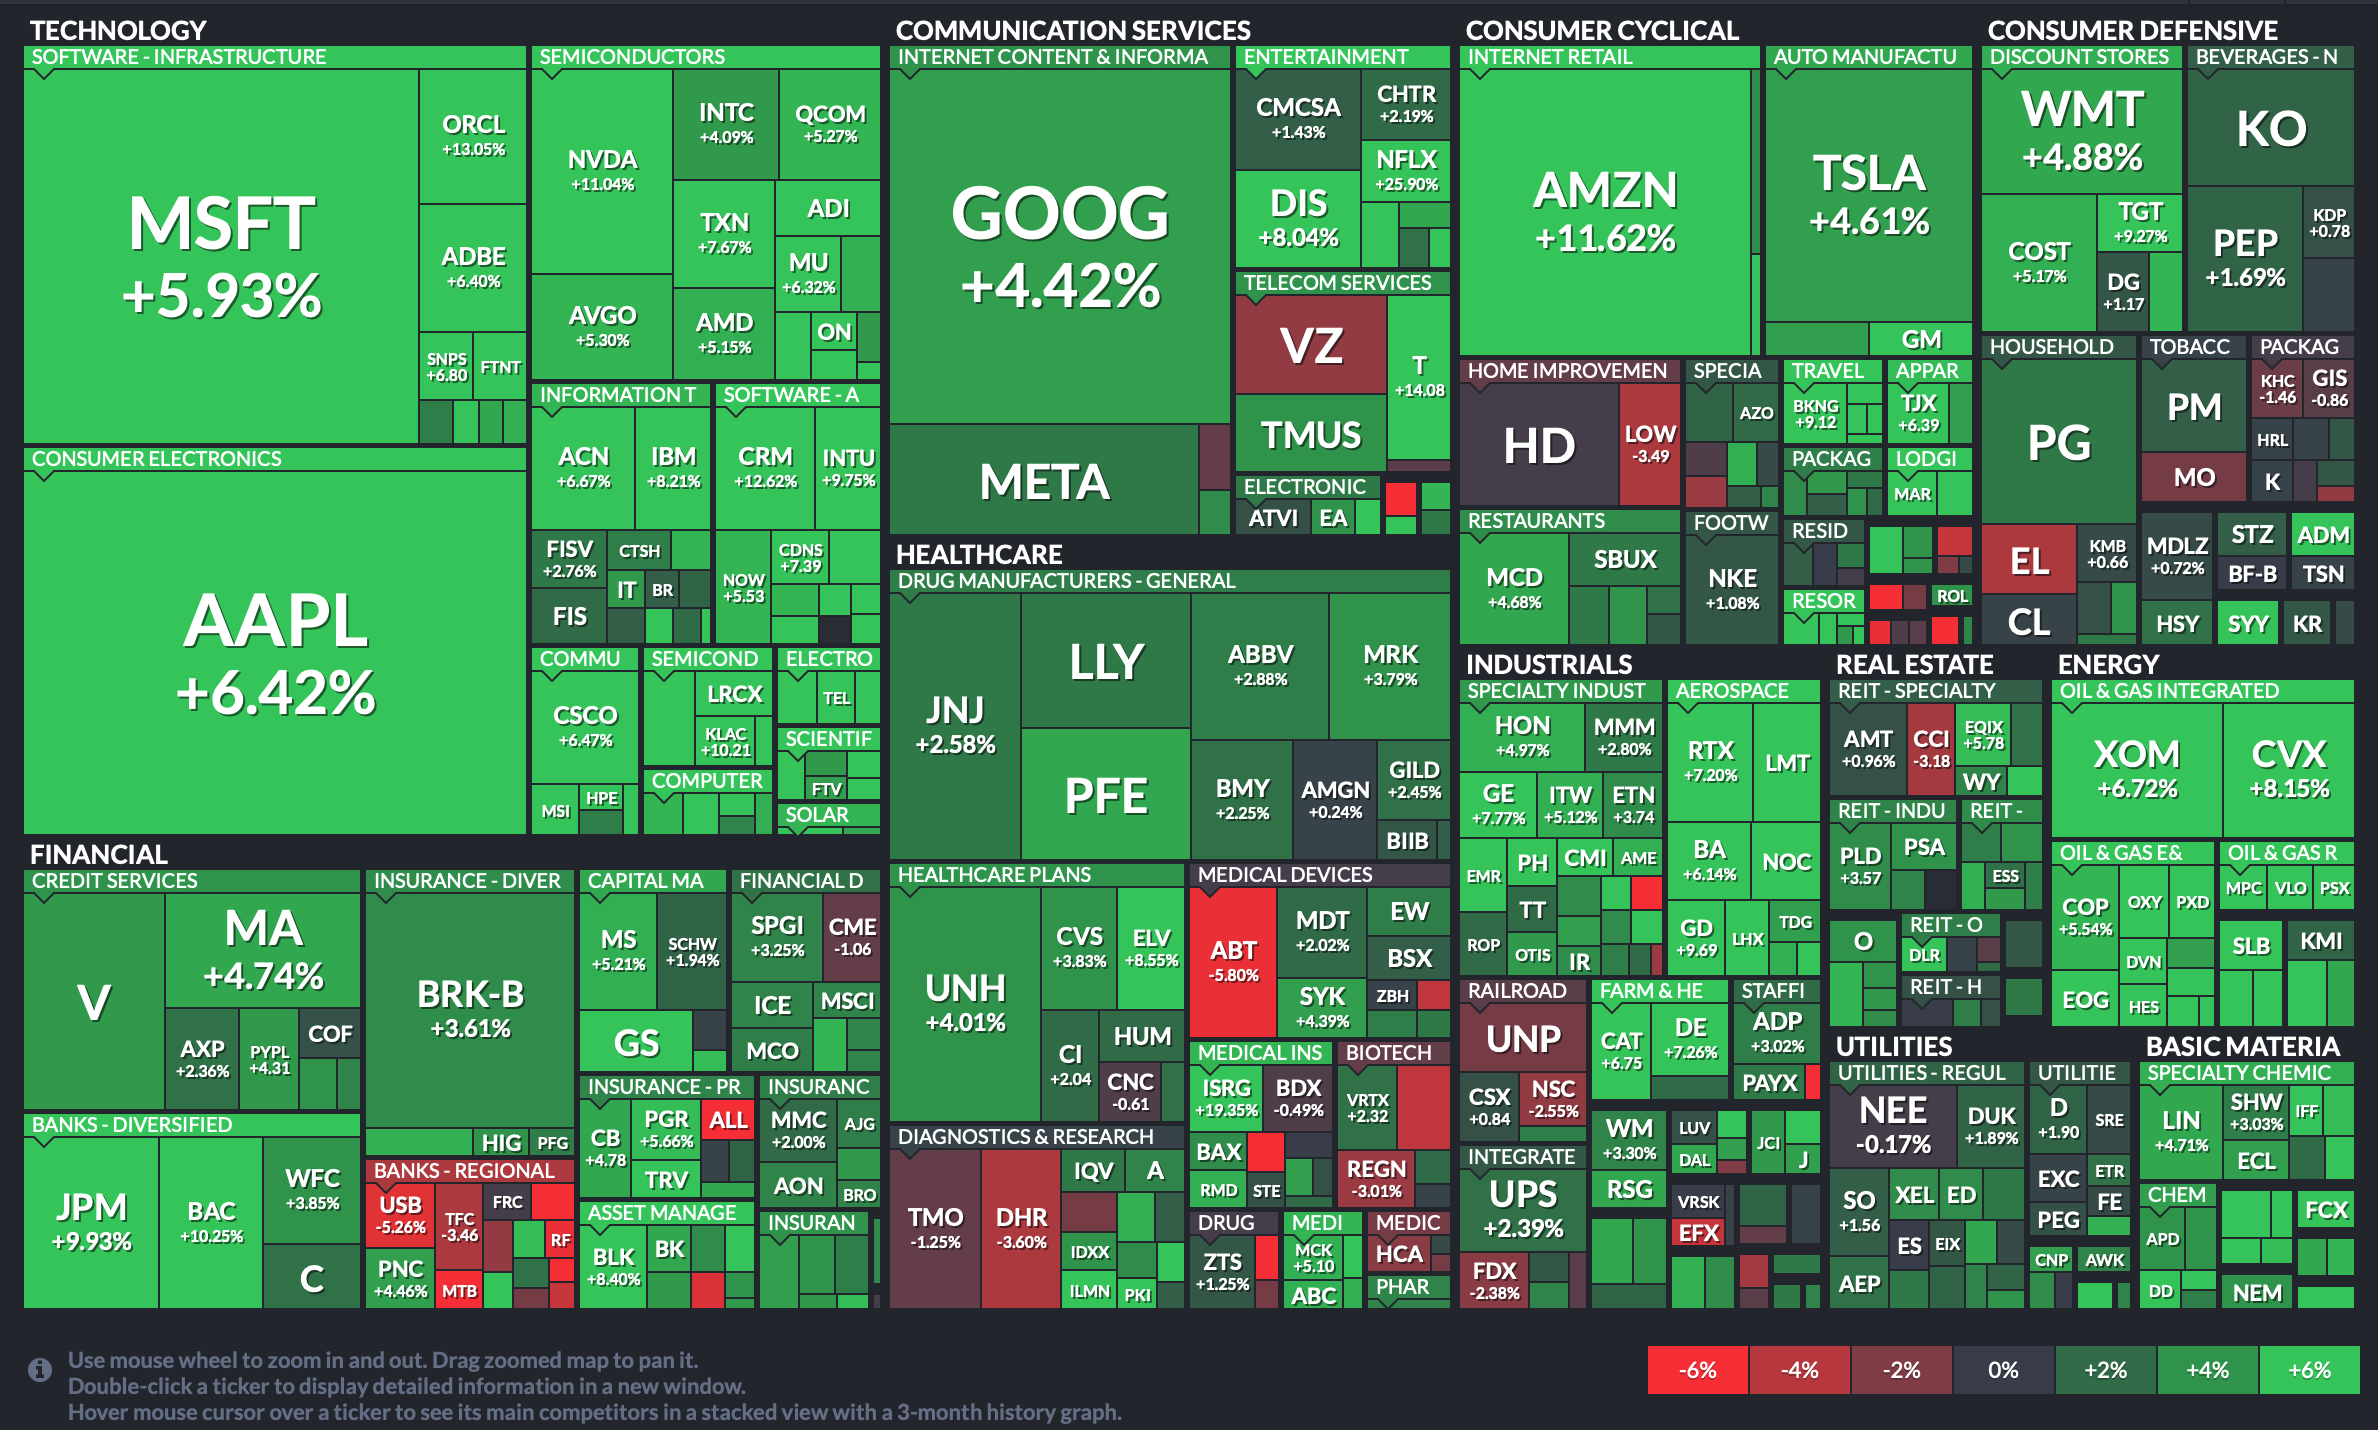 TECHNOLOGY
SOFTWARE - INFRASTRUCTURE
MSFT
+5.93%
ORCL
+13.05%
ADBE
+6.40%
SNPS
+6.80
FTNT
CONSUMER ELECTRONICS
AAPL
+6.42%
SEMICONDUCTORS
NVDA
+11.04%
INTC
+4.09%
QCOM
+5.27%
TXN
+7.67%
ADI
MU
+6.32%
AVGO
+5.30%
AMD
+5.15%
ON
INFORMATION T
ACN
+6.67%
IBM
+8.21%
FISV
+2.76%
CTSH
IT
BR
FIS
SOFTWARE - A
CRM
+12.62%
INTU
+9.75%
NOW
+5.53
CDNS
+7.39
COMMU
CSCO
+6.47%
MSI
HPE
SEMICOND
LRCX
KLAC
+10.21
COMPUTER
ELECTRO
TEL
SCIENTIF
FTV
SOLAR
COMMUNICATION SERVICES
INTERNET CONTENT & INFORMA
GOOG
+4.42%
META
ENTERTAINMENT
CMCSA
+1.43%
CHTR
+2.19%
NFLX
+25.90%
DIS
+8.04%
TELECOM SERVICES
VZ
T
+14.08
TMUS
ELECTRONIC
ATVI
EA
CONSUMER CYCLICAL
INTERNET RETAIL
AMZN
+11.62%
AUTO MANUFACTU
TSLA
+4.61%
GM
HOME IMPROVEMEN
HD
LOW
-3.49
SPECIA
AZO
TRAVEL
BKNG
+9.12
APPAR
TJX
+6.39
PACKAG
LODGI
MAR
RESTAURANTS
MCD
+4.68%
SBUX
FOOTW
NKE
+1.08%
RESID
RESOR
ROL
CONSUMER DEFENSIVE
DISCOUNT STORES
WMT
+4.88%
COST
+5.17%
TGT
+9.27%
DG
+1.17
BEVERAGES - N
KO
PEP
+1.69%
KDP
+0.78
HOUSEHOLD
PG
EL
KMB
+0.66
CL
TOBACC
PM
MO
PACKAG
KHC
-1.46
GIS
-0.86
HRL
K
MDLZ
+0.72%
STZ
ADM
BF-B
TSN
HSY
SYY
KR
FINANCIAL
CREDIT SERVICES
V
MA
+4.74%
AXP
+2.36%
PYPL
+4.31
COF
BANKS - DIVERSIFIED
JPM
+9.93%
BAC
+10.25%
WFC
+3.85%
C
INSURANCE - DIVER
BRK-B
+3.61%
HIG
PFG
BANKS - REGIONAL
USB
-5.26%
TFC
-3.46
FRC
RF
PNC
+4.46%
MTB
CAPITAL MA
MS
+5.21%
SCHW
+1.94%
GS
FINANCIAL D
SPGI
+3.25%
CME
-1.06
ICE
MSCI
MCO
INSURANCE - PR
CB
+4.78
PGR
+5.66%
ALL
TRV
INSURANC
MMC
+2.00%
AJG
AON
BRO
ASSET MANAGE
BLK
+8.40%
BK
INSURAN
HEALTHCARE
DRUG MANUFACTURERS - GENERAL
JNJ
+2.58%
LLY
ABBV
+2.88%
MRK
+3.79%
PFE
BMY
+2.25%
AMGN
+0.24%
GILD
+2.45%
BIIB
HEALTHCARE PLANS
UNH
+4.01%
CVS
+3.83%
ELV
+8.55%
CI
+2.04
HUM
CNC
-0.61
MEDICAL DEVICES
ABT
-5.80%
MDT
+2.02%
EW
BSX
SYK
+4.39%
ZBH
MEDICAL INS
ISRG
+19.35%
BDX
-0.49%
BAX
RMD
STE
BIOTECH
VRTX
+2.32
REGN
-3.01%
DIAGNOSTICS & RESEARCH
TMO
-1.25%
DHR
-3.60%
IQV
A
IDXX
ILMN
PKI
DRUG
ZTS
+1.25%
MEDI
MCK
+5.10
ABC
MEDIC
HCA
PHAR
INDUSTRIALS
SPECIALTY INDUST
HON
+4.97%
MMM
+2.80%
GE
+7.77%
ITW
+5.12%
ETN
+3.74
EMR
PH
CMI
AME
TT
ROP
OTIS
IR
AEROSPACE
RTX
+7.20%
LMT
BA
+6.14%
NOC
GD
+9.69
LHX
TDG
RAILROAD
UNP
CSX
+0.84
NSC
-2.55%
FARM & HE
CAT
+6.75
DE
+7.26%
STAFFI
ADP
+3.02%
PAYX
INTEGRATE
UPS
+2.39%
FDX
-2.38%
WM
+3.30%
RSG
LUV
DAL
JCI
J
VRSK
EFX
REAL ESTATE
REIT - SPECIALTY
AMT
+0.96%
CCI
-3.18
EQIX
+5.78
WY
REIT - INDU
PLD
+3.57
PSA
REIT -
ESS
O
REIT - O
DLR
REIT - H
ENERGY
OIL & GAS INTEGRATED
XOM
+6.72%
CVX
+8.15%
OIL & GAS E&
COP
+5.54%
OXY
PXD
DVN
EOG
HES
OIL & GAS R
MPC
VLO
PSX
SLB
KMI
UTILITIES
UTILITIES - REGUL
NEE
-0.17%
DUK
+1.89%
SO
+1.56
XEL
ED
ES
EIX
AEP
UTILITIE
D
+1.90
SRE
EXC
ETR
FE
PEG
CNP
AWK
BASIC MATERIA
SPECIALTY CHEMIC
LIN
+4.71%
SHW
+3.03%
IFF
ECL
CHEM
APD
DD
FCX
NEM
Use mouse wheel to zoom in and out. Drag zoomed map to pan it.
Double-click a ticker to display detailed information in a new window.
Hover mouse cursor over a ticker to see its main competitors in a stacked view with a 3-month history graph.
-6%
-4%
-2%
0%
+2%
+4%
+6%